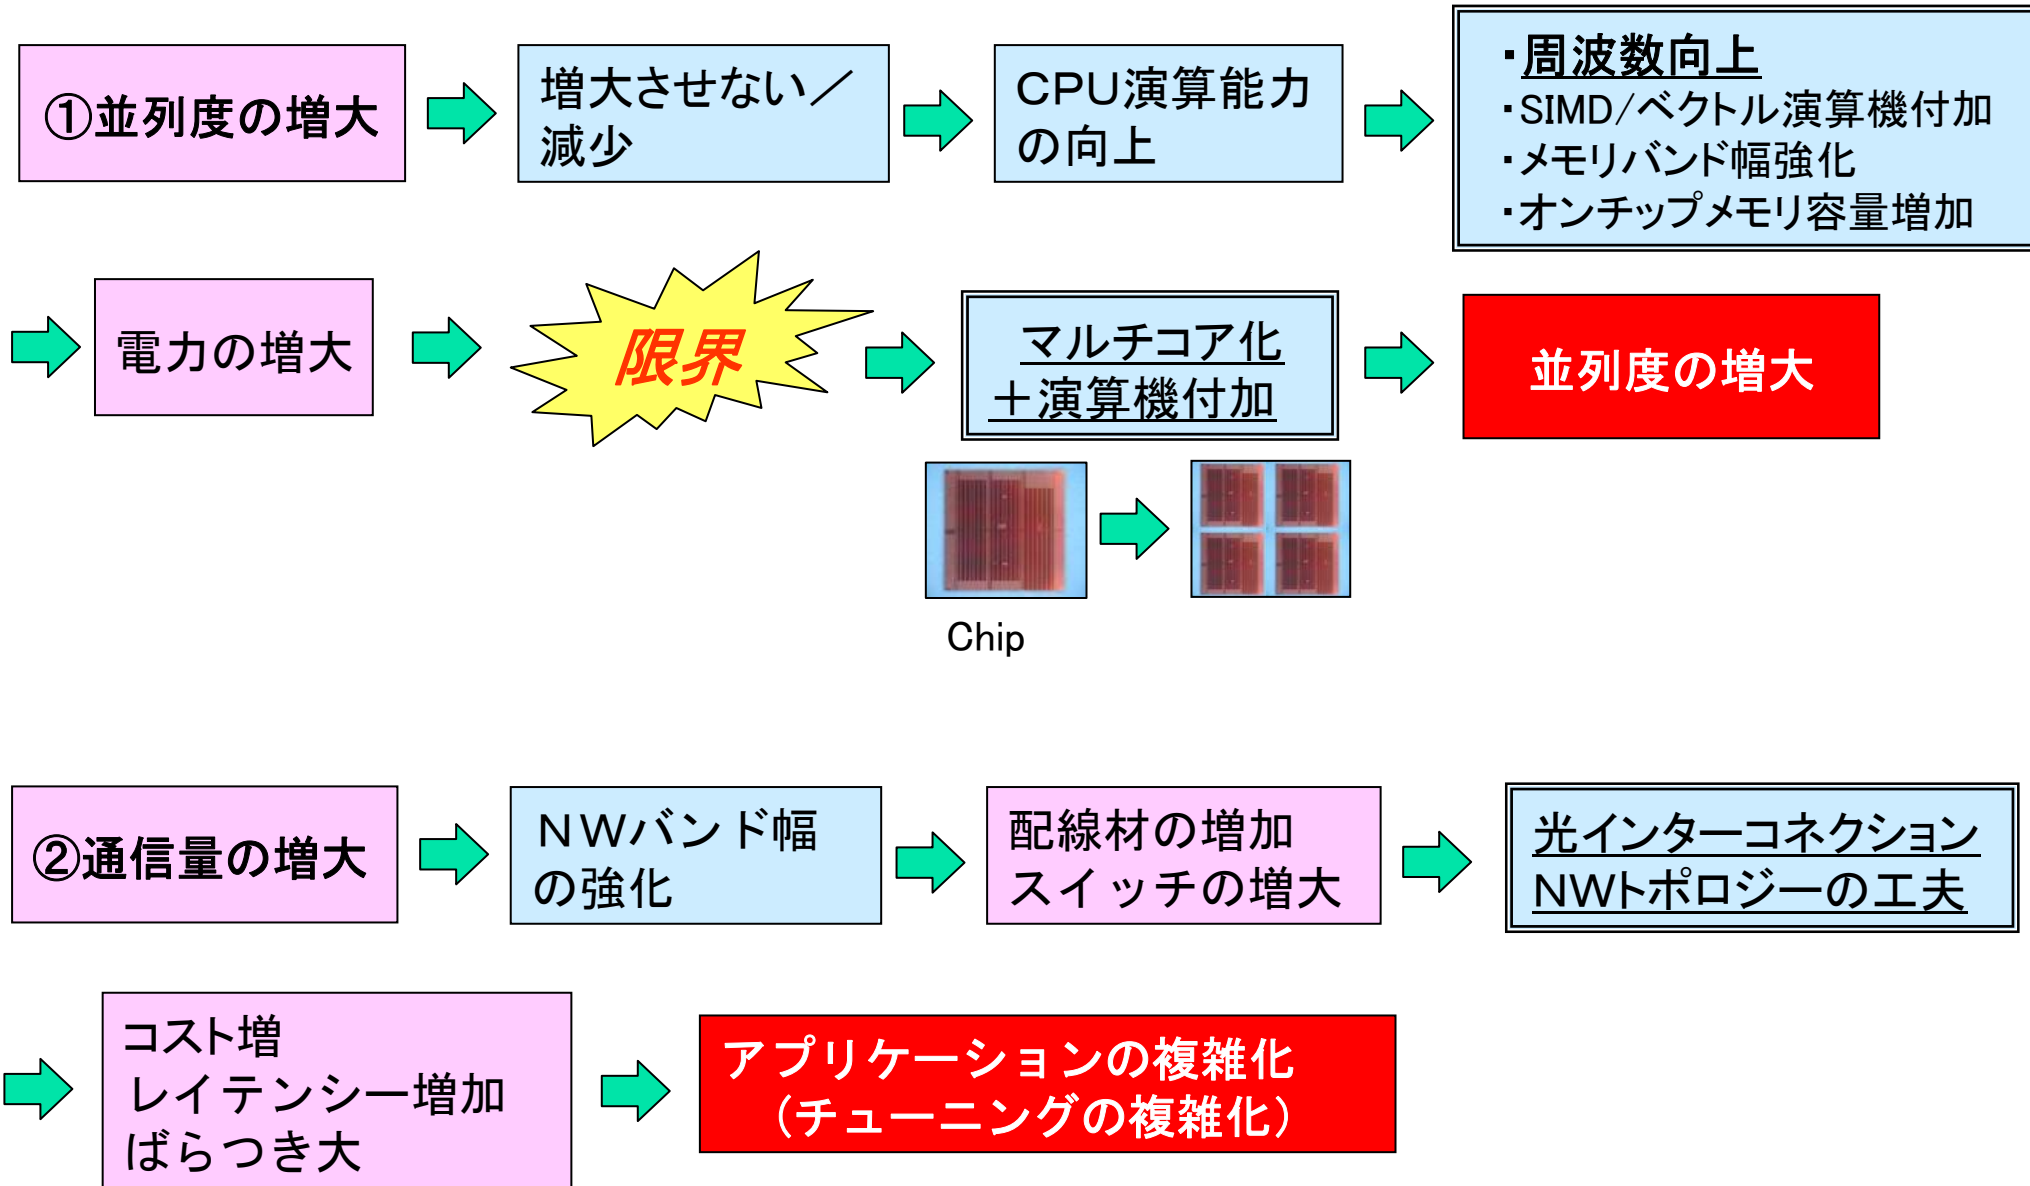 ①並列度の増大
増大させない／
減少
CPU演算能力
の向上
・周波数向上
・SIMD/ベクトル演算機付加
・メモリバンド幅強化
・オンチップメモリ容量増加
電力の増大
限界
マルチコア化
＋演算機付加
並列度の増大
Chip
②通信量の増大
NWバンド幅
の強化
配線材の増加
スイッチの増大
光インターコネクション
NWトポロジーの工夫
コスト増
レイテンシー増加
ばらつき大
アプリケーションの複雑化
（チューニングの複雑化）